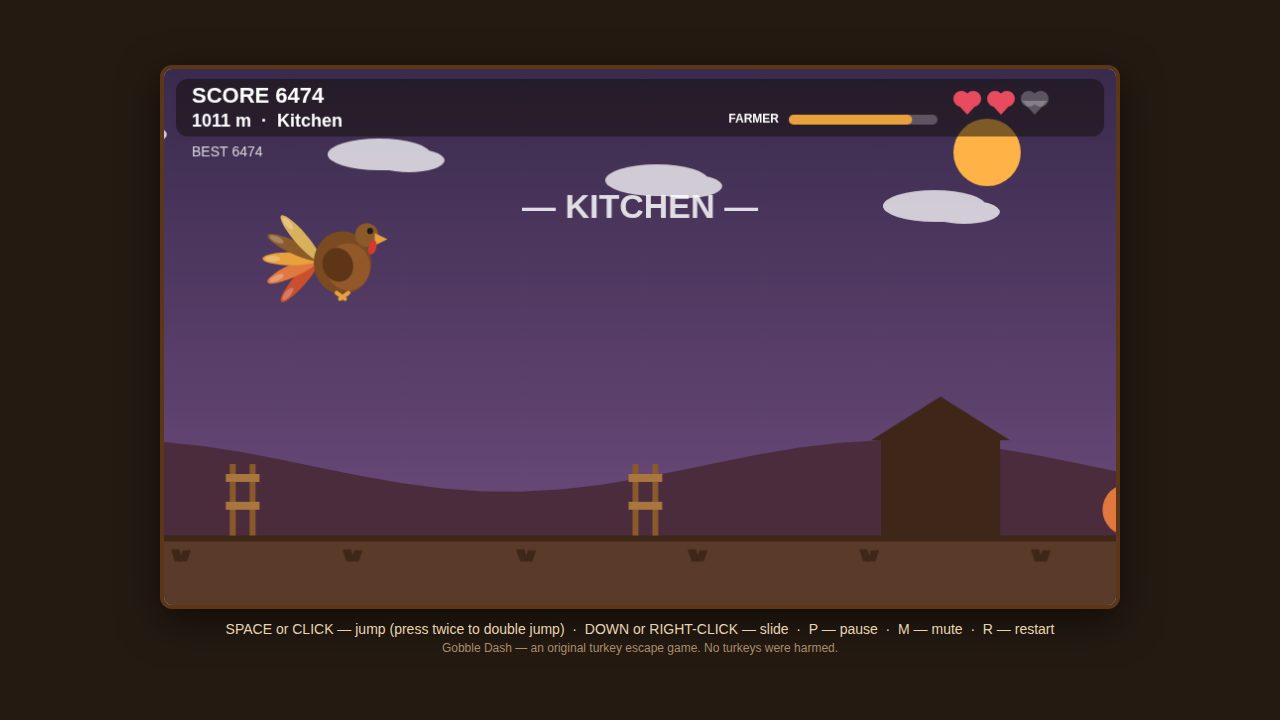 SCORE 6474
1011 m · Kitchen
FARMER
BEST 6474
— KITCHEN —
SPACE or CLICK — jump (press twice to double jump) · DOWN or RIGHT-CLICK — slide · P — pause · M — mute · R — restart
Gobble Dash — an original turkey escape game. No turkeys were harmed.